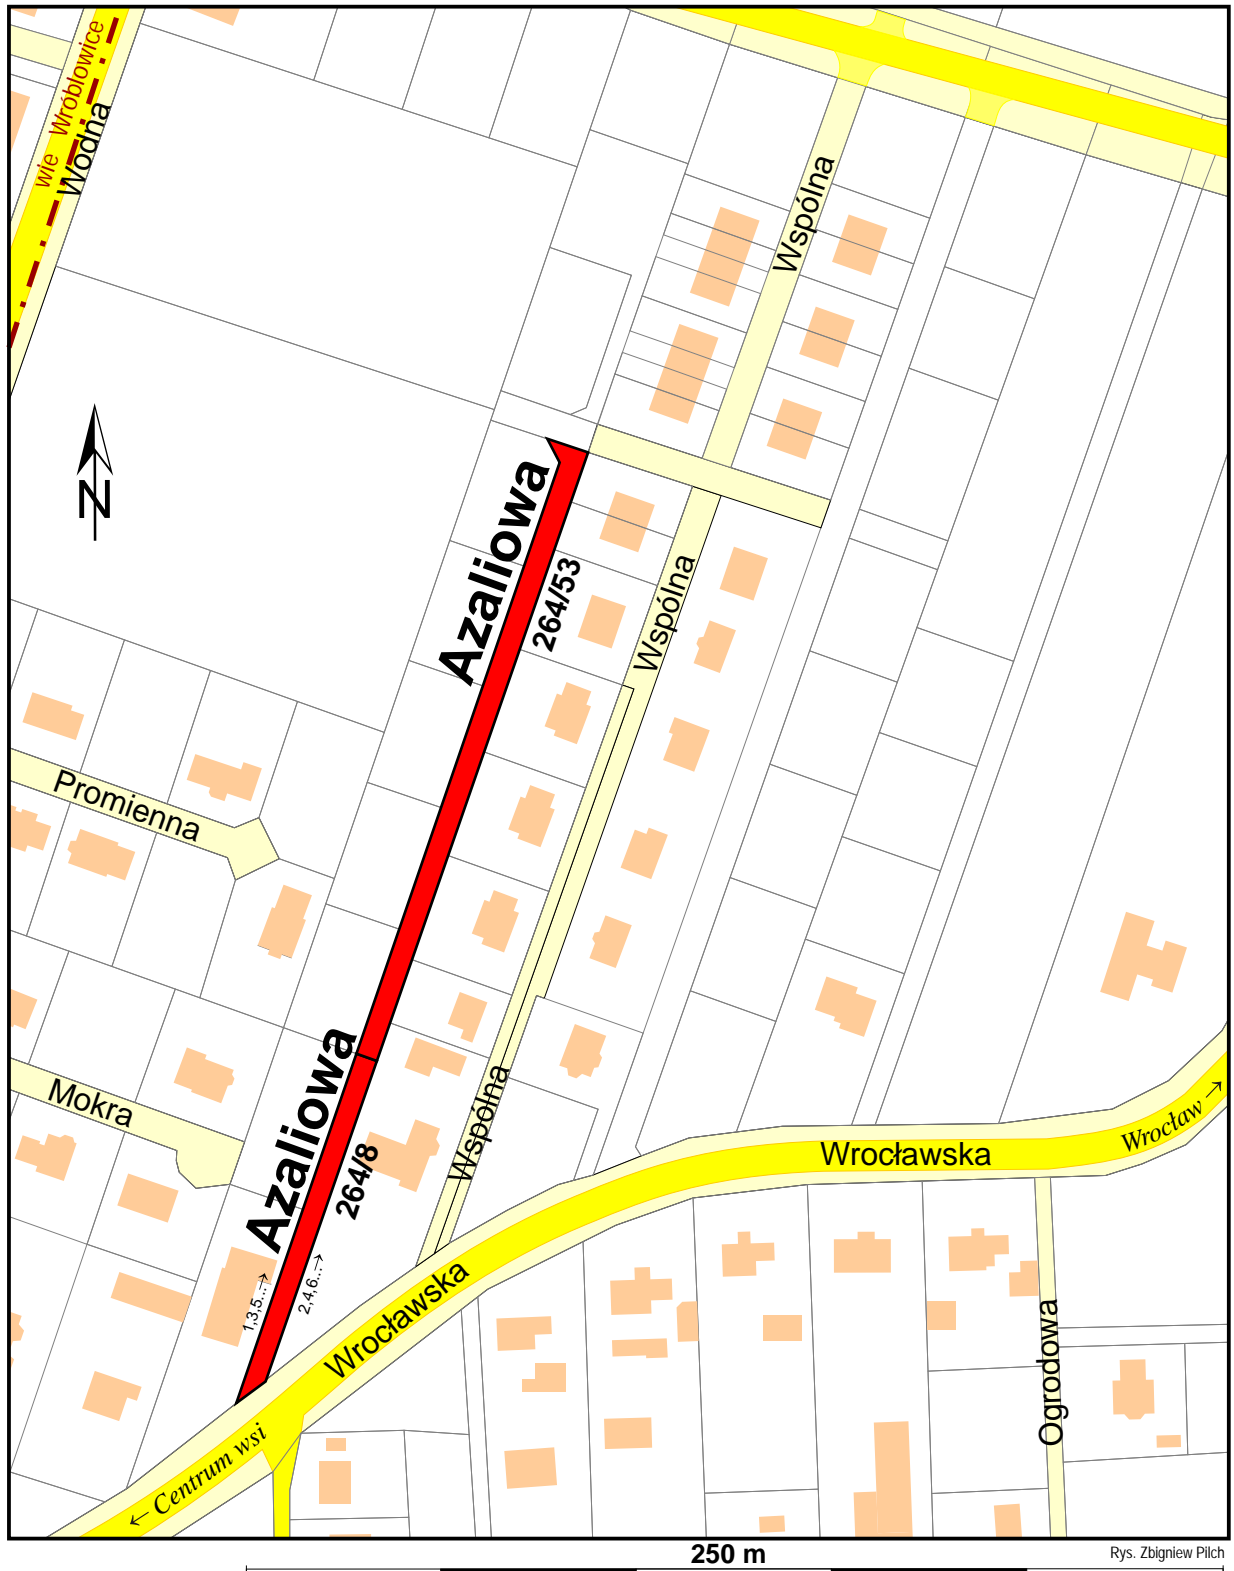 wie Wróblowice
Wodna
Wspólna
N
Azaliowa
264/53
Wspólna
Promienna
Azaliowa
Mokra
264/8
Wspólna
Wrocławska
Wrocław →
1,3,5...→
2,4,6...→
Wrocławska
Ogrodowa
← Centrum wsi
250 m
Rys. Zbigniew Pilch